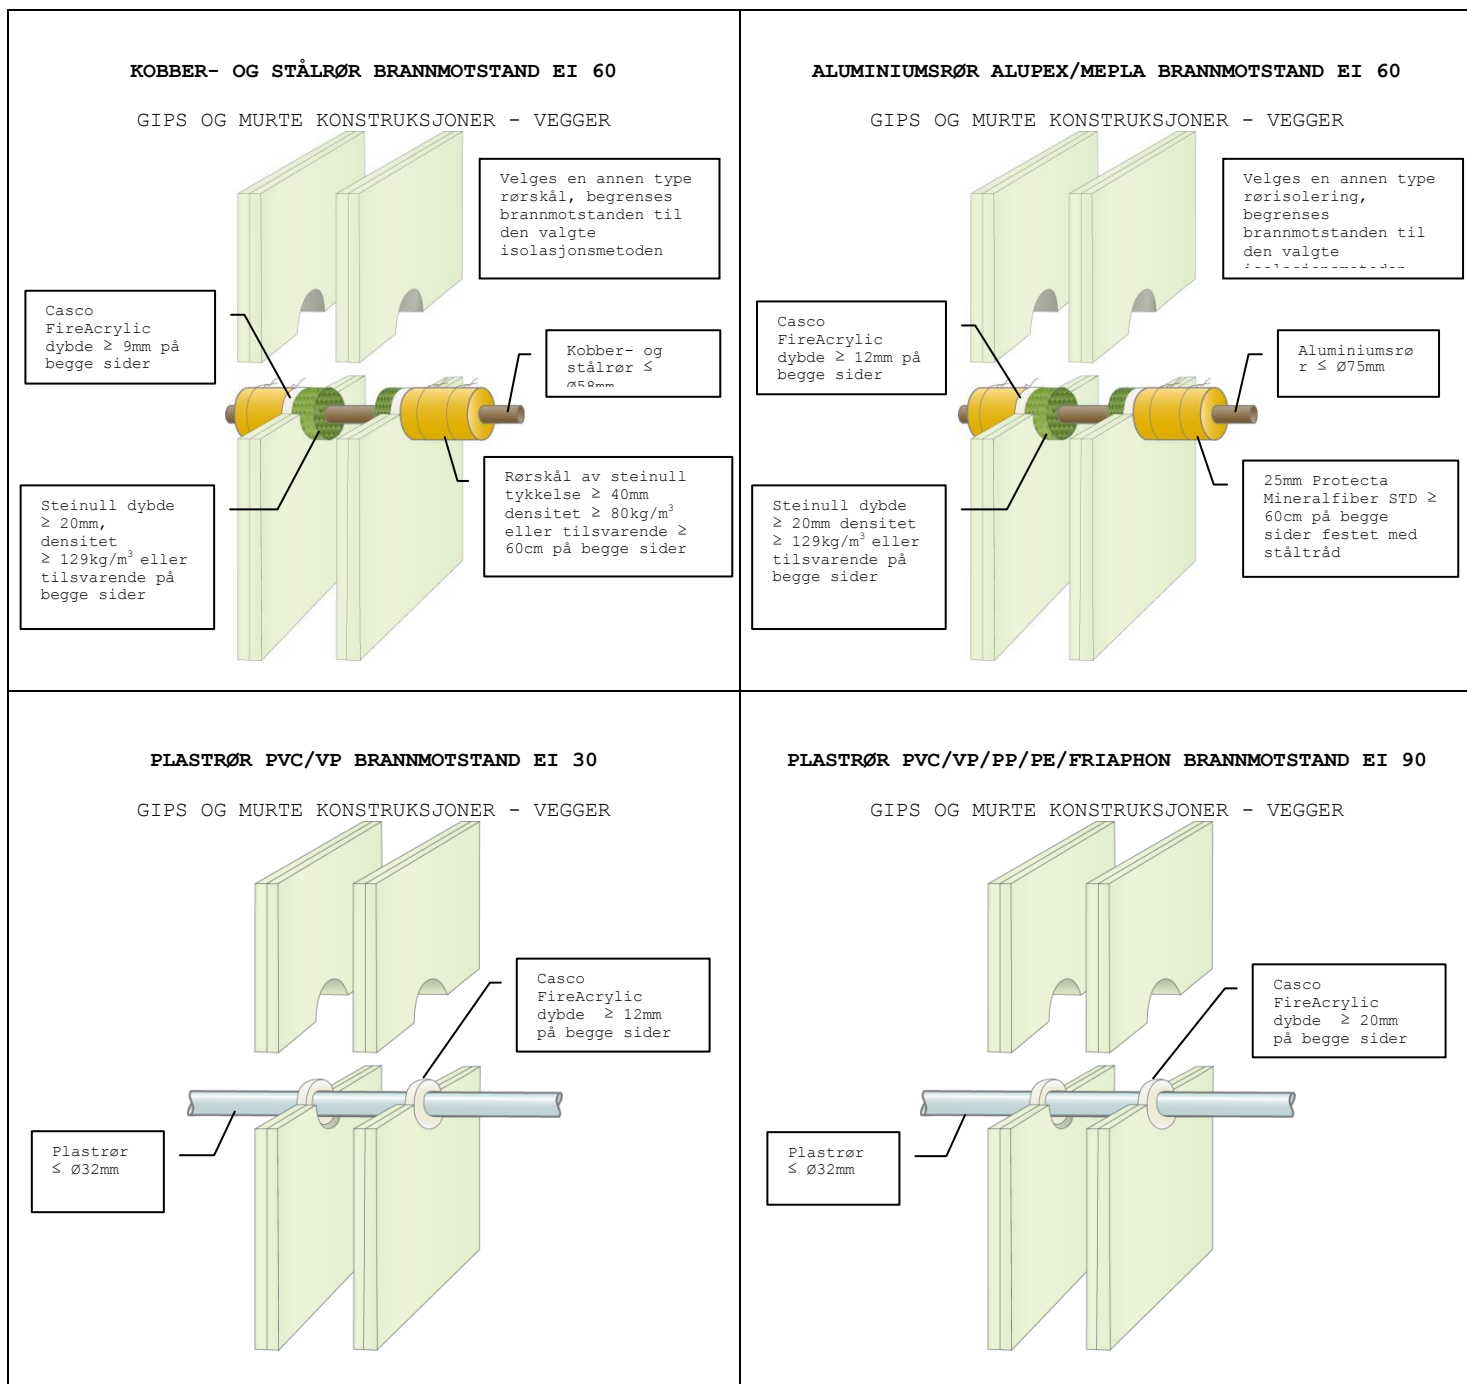 KOBBER- OG STÅLRØR BRANNMOTSTAND EI 60
GIPS OG MURTE KONSTRUKSJONER - VEGGER
Velges en annen type
rørskål, begrenses
brannmotstanden til
den valgte
isolasjonsmetoden
Casco
FireAcrylic
dybde ≥ 9mm på
begge sider
Kobber- og
stålrør ≤
Ø58mm
Steinull dybde
≥ 20mm,
densitet
≥ 129kg/m³ eller
tilsvarende på
begge sider
Rørskål av steinull
tykkelse ≥ 40mm
densitet ≥ 80kg/m³
eller tilsvarende ≥
60cm på begge sider
ALUMINIUMSRØR ALUPEX/MEPLA BRANNMOTSTAND EI 60
GIPS OG MURTE KONSTRUKSJONER - VEGGER
Velges en annen type
rørisolering,
begrenses
brannmotstanden til
den valgte
isolasjonsmetoden
Casco
FireAcrylic
dybde ≥ 12mm på
begge sider
Aluminiumsrø
r ≤ Ø75mm
Steinull dybde
≥ 20mm densitet
≥ 129kg/m³ eller
tilsvarende på
begge sider
25mm Protecta
Mineralfiber STD ≥
60cm på begge
sider festet med
ståltråd
PLASTRØR PVC/VP BRANNMOTSTAND EI 30
GIPS OG MURTE KONSTRUKSJONER - VEGGER
Casco
FireAcrylic
dybde ≥ 12mm
på begge sider
Plastrør
≤ Ø32mm
PLASTRØR PVC/VP/PP/PE/FRIAPHON BRANNMOTSTAND EI 90
GIPS OG MURTE KONSTRUKSJONER - VEGGER
Casco
FireAcrylic
dybde ≥ 20mm
på begge sider
Plastrør
≤ Ø32mm